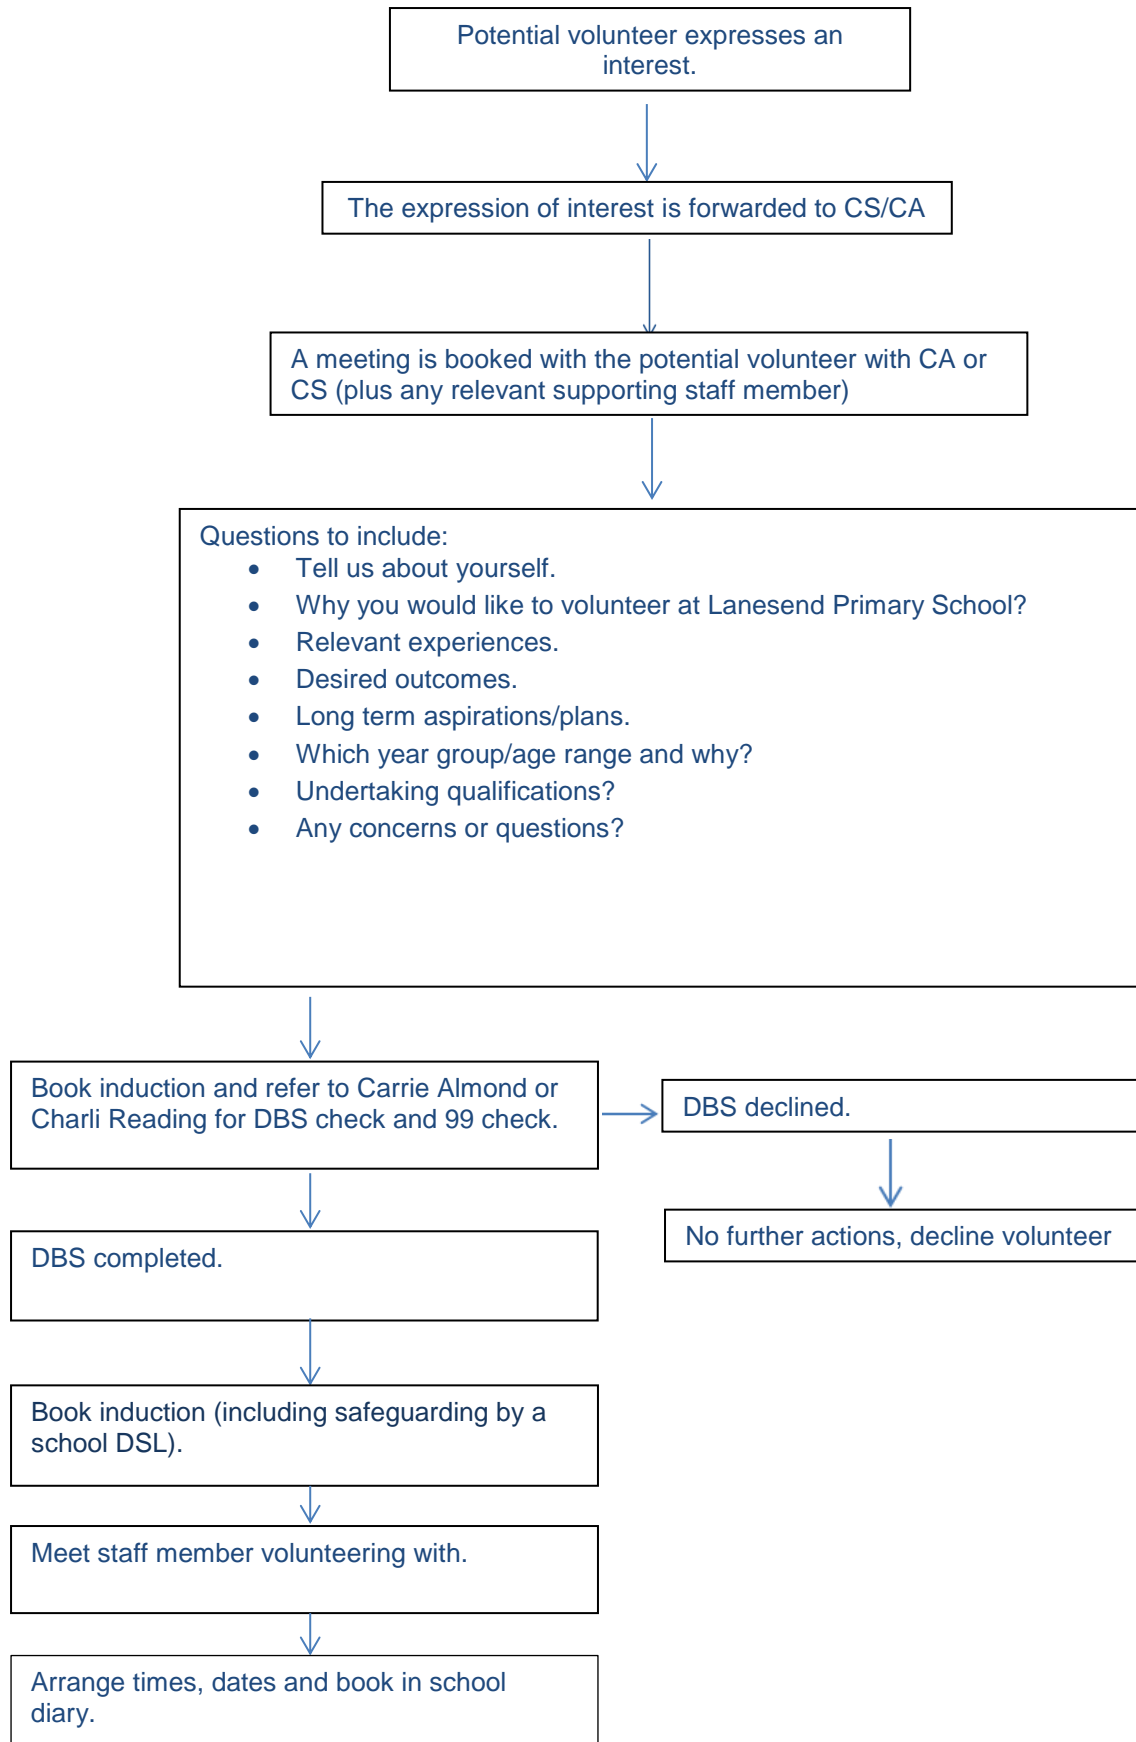 Potential volunteer expresses an
interest.
The expression of interest is forwarded to CS/CA
A meeting is booked with the potential volunteer with CA or
CS (plus any relevant supporting staff member)
Questions to include:
• Tell us about yourself.
• Why you would like to volunteer at Lanesend Primary School?
• Relevant experiences.
• Desired outcomes.
• Long term aspirations/plans.
• Which year group/age range and why?
• Undertaking qualifications?
• Any concerns or questions?
Book induction and refer to Carrie Almond or
Charli Reading for DBS check and 99 check.
DBS declined.
No further actions, decline volunteer
DBS completed.
Book induction (including safeguarding by a
school DSL).
Meet staff member volunteering with.
Arrange times, dates and book in school
diary.